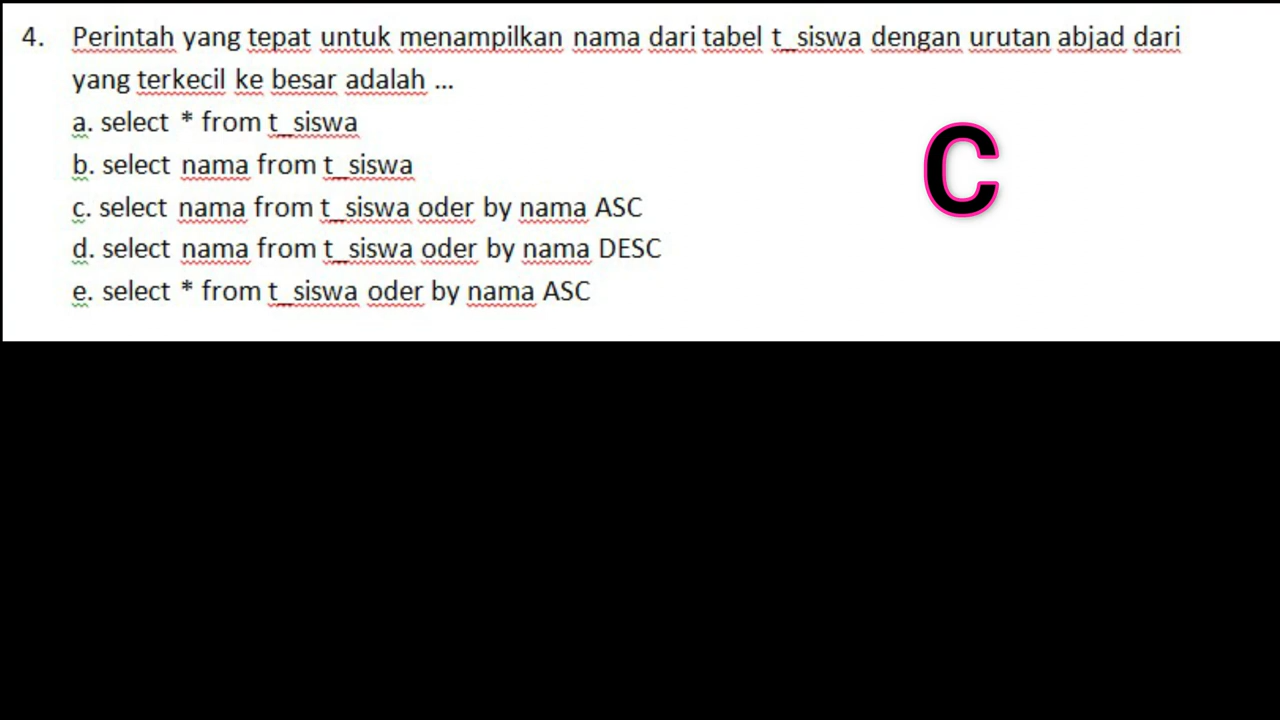 4. Perintah yang tepat untuk menampilkan nama dari tabel t_siswa dengan urutan abjad dari
yang terkecil ke besar adalah ...
a. select * from t_siswa
b. select nama from t_siswa
c. select nama from t_siswa oder by nama ASC
d. select nama from t_siswa oder by nama DESC
e. select * from t_siswa oder by nama ASC
C